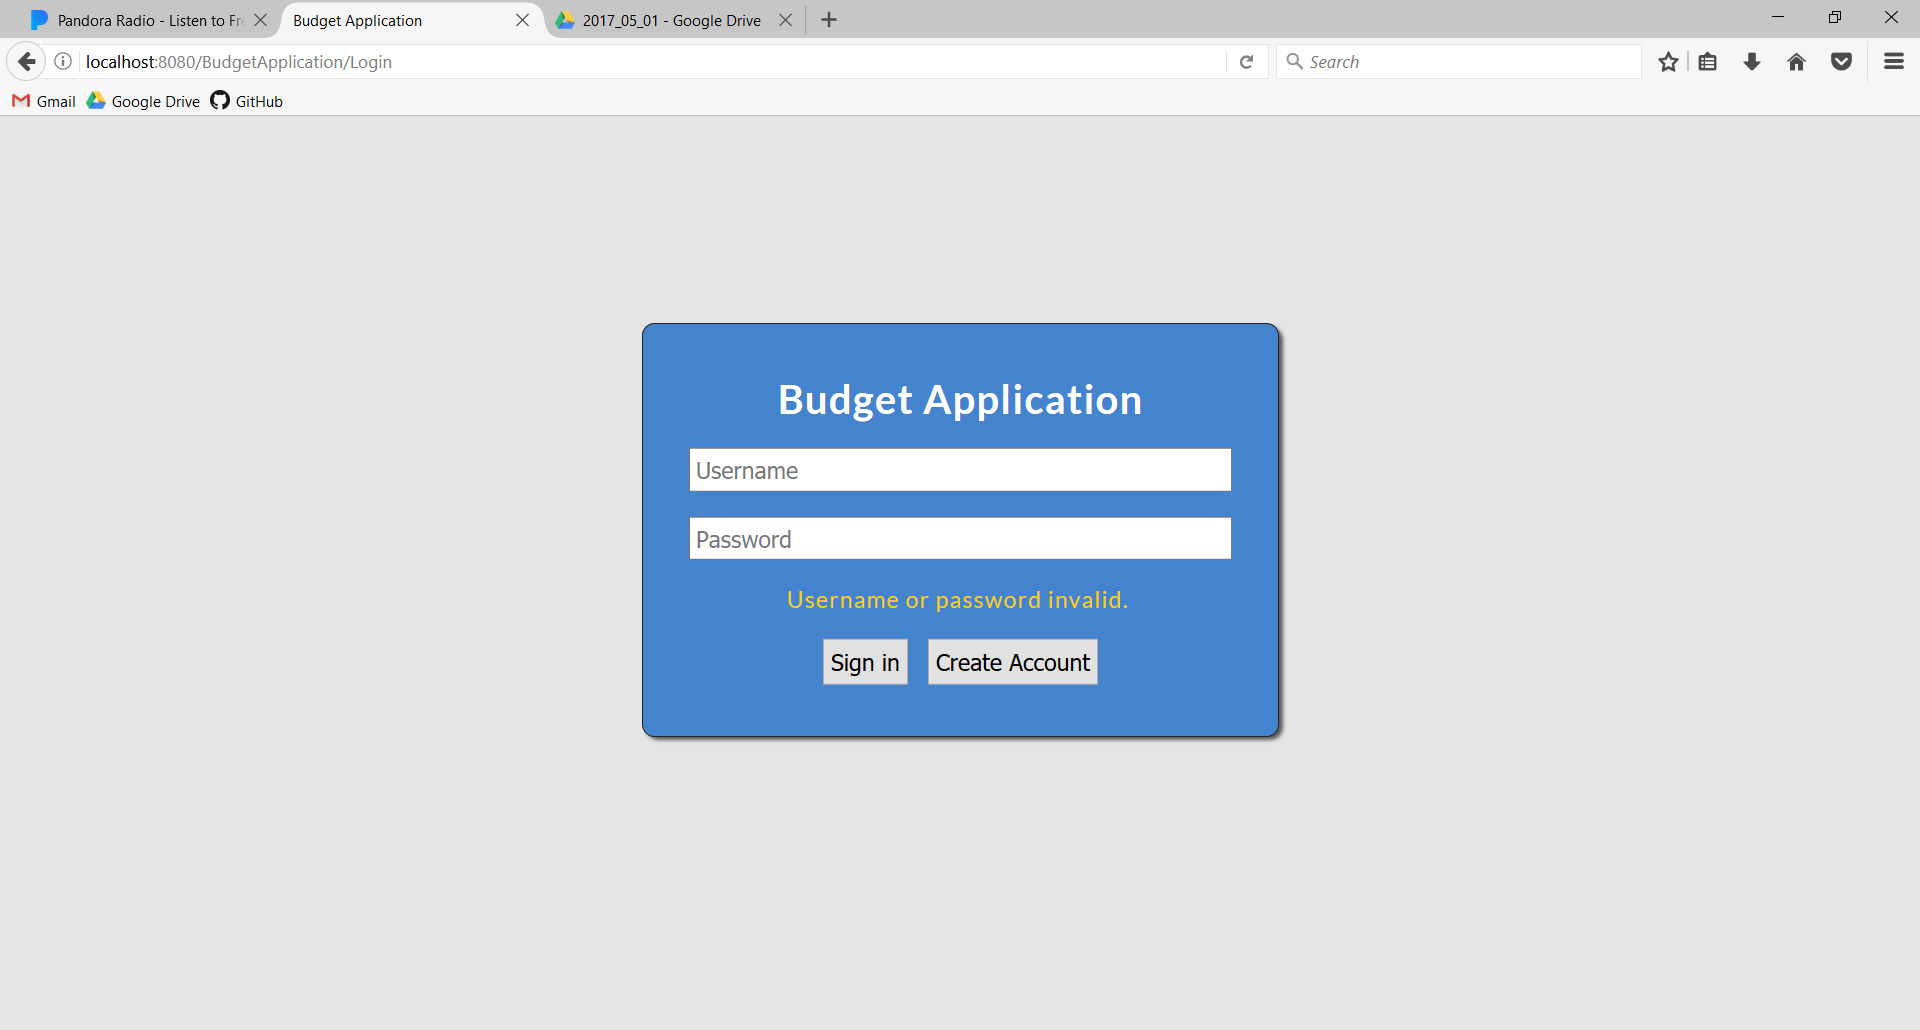 Pandora Radio - Listen to Fr
Budget Application
2017_05_01 - Google Drive
localhost:8080/BudgetApplication/Login
Search
Gmail
Google Drive
GitHub
Budget Application
Username
Password
Username or password invalid.
Sign in
Create Account